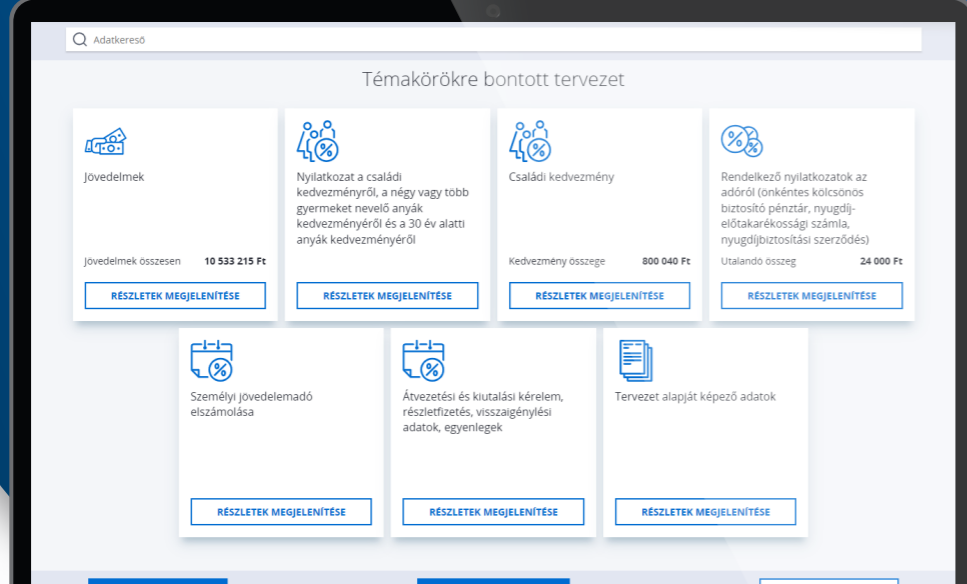 Adatkereső
Témakörökre bontott tervezet
Jövedelmek
Jövedelmek összesen 10 533 215 Ft
RÉSZLETEK MEGJELENÍTÉSE
Nyilatkozat a családi
kedvezményről, a négy vagy több
gyermeket nevelő anyák
kedvezményéről és a 30 év alatti
anyák kedvezményéről
RÉSZLETEK MEGJELENÍTÉSE
Családi kedvezmény
Kedvezmény összege 800 040 Ft
RÉSZLETEK MEGJELENÍTÉSE
Rendelkező nyilatkozatok az
adóról (önkéntes kölcsönös
biztosító pénztár, nyugdíj-
előtakarékossági számla,
nyugdíjbiztosítási szerződés)
Utalandó összeg 24 000 Ft
RÉSZLETEK MEGJELENÍTÉSE
Személyi jövedelemadó
elszámolása
RÉSZLETEK MEGJELENÍTÉSE
Átvezetési és kiutalási kérelem,
részletfizetés, visszaigénylési
adatok, egyenlegek
RÉSZLETEK MEGJELENÍTÉSE
Tervezet alapját képező adatok
RÉSZLETEK MEGJELENÍTÉSE